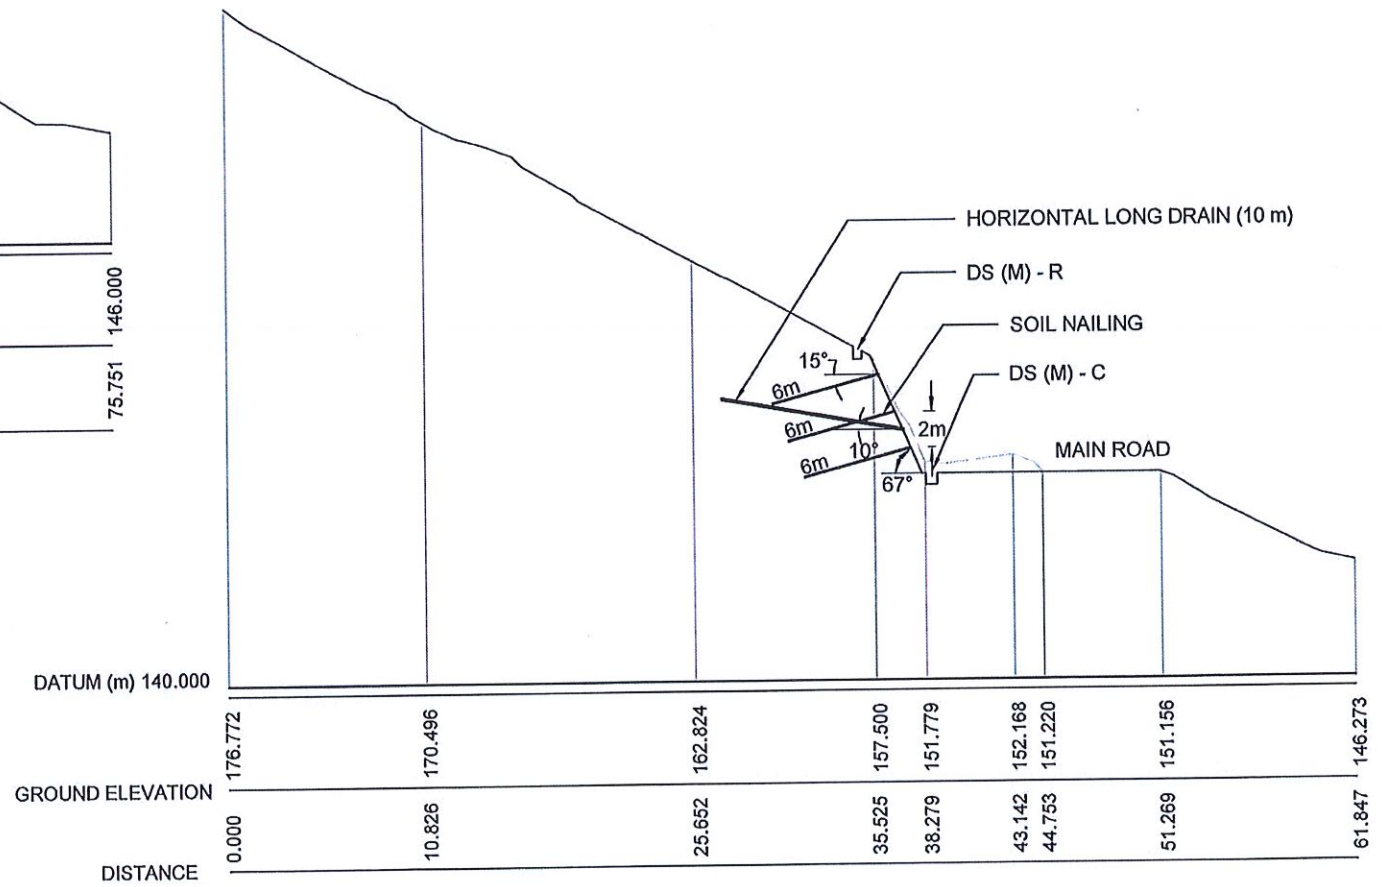 HORIZONTAL LONG DRAIN (10 m)
DS (M) - R
SOIL NAILING
15°
DS (M) - C
6m
6m
2m
10°
MAIN ROAD
6m
67°
146.000
75.751
DATUM (m) 140.000
176.772 170.496 162.824 157.500 151.779 152.168 151.220 151.156 146.273
GROUND ELEVATION
0.000 10.826 25.652 35.525 38.279 43.142 44.753 51.269 61.847
DISTANCE